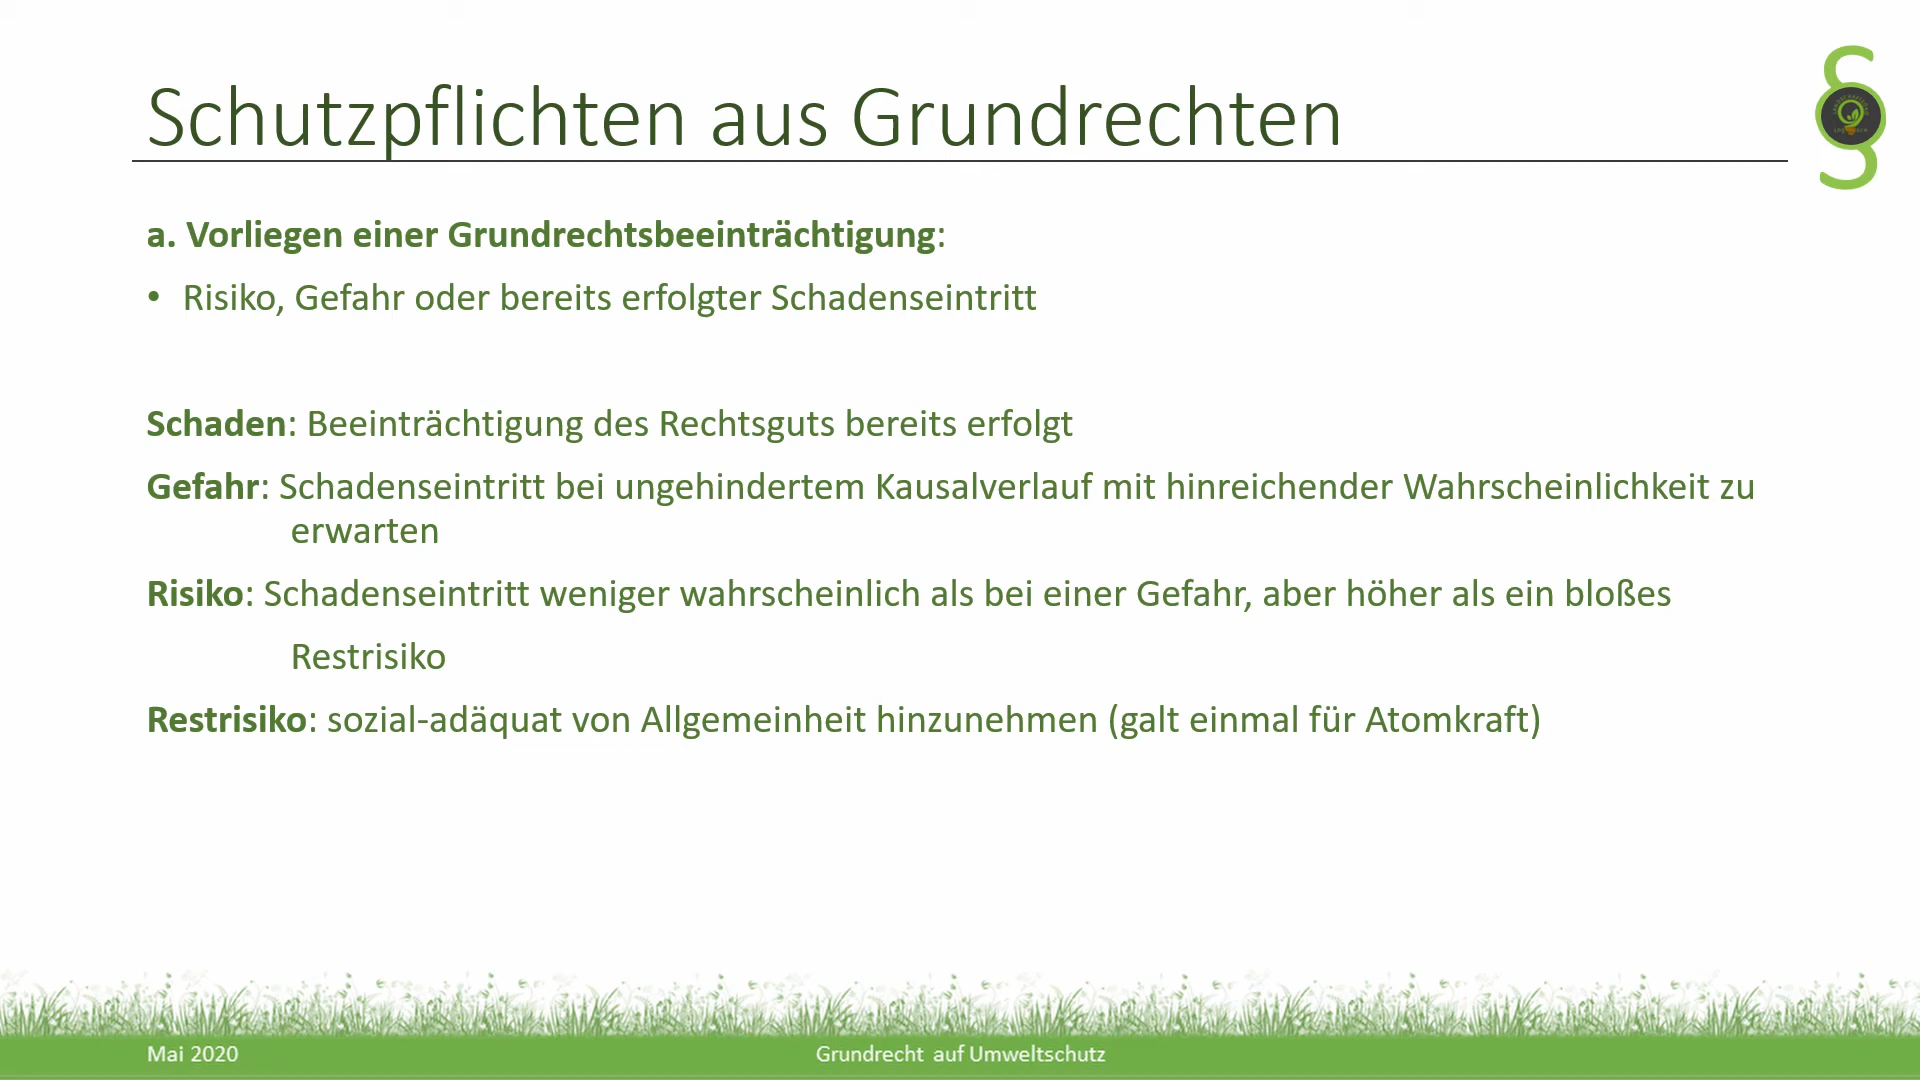 Schutzpflichten aus Grundrechten
§
a. Vorliegen einer Grundrechtsbeeinträchtigung:
• Risiko, Gefahr oder bereits erfolgter Schadenseintritt
Schaden: Beeinträchtigung des Rechtsguts bereits erfolgt
Gefahr: Schadenseintritt bei ungehindertem Kausalverlauf mit hinreichender Wahrscheinlichkeit zu
erwarten
Risiko: Schadenseintritt weniger wahrscheinlich als bei einer Gefahr, aber höher als ein bloßes
Restrisiko
Restrisiko: sozial-adäquat von Allgemeinheit hinzunehmen (galt einmal für Atomkraft)
Mai 2020
Grundrecht auf Umweltschutz